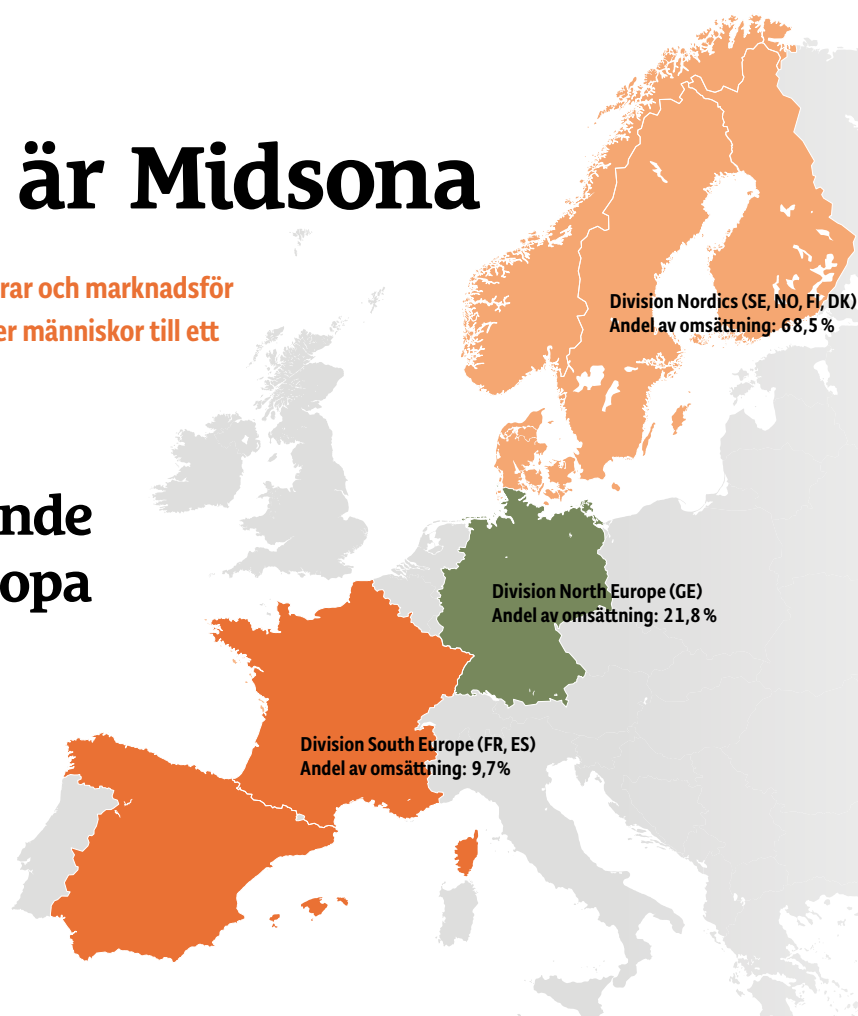 är Midsona
rar och marknadsför
er människor till ett
Division Nordics (SE, NO, FI, DK)
Andel av omsättning: 68,5 %
nde
opa
Division North Europe (GE)
Andel av omsättning: 21,8 %
Division South Europe (FR, ES)
Andel av omsättning: 9,7%